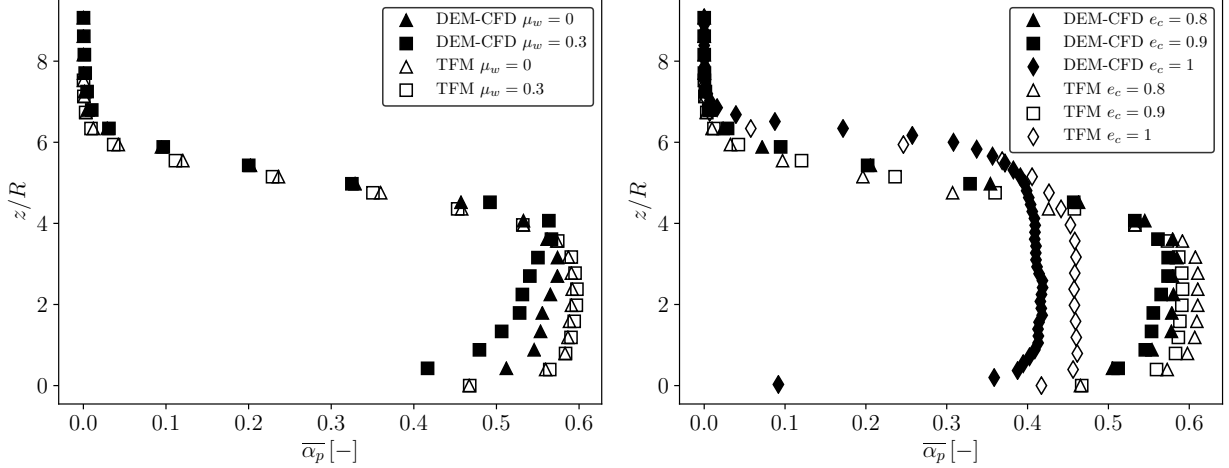 DEM-CFD μ_w = 0
DEM-CFD μ_w = 0.3
TFM μ_w = 0
TFM μ_w = 0.3
z/R
8
6
4
2
0
0.0 0.1 0.2 0.3 0.4 0.5 0.6
\overline{α_p} [−]
DEM-CFD e_c = 0.8
DEM-CFD e_c = 0.9
DEM-CFD e_c = 1
TFM e_c = 0.8
TFM e_c = 0.9
TFM e_c = 1
z/R
8
6
4
2
0
0.0 0.1 0.2 0.3 0.4 0.5 0.6
\overline{α_p} [−]